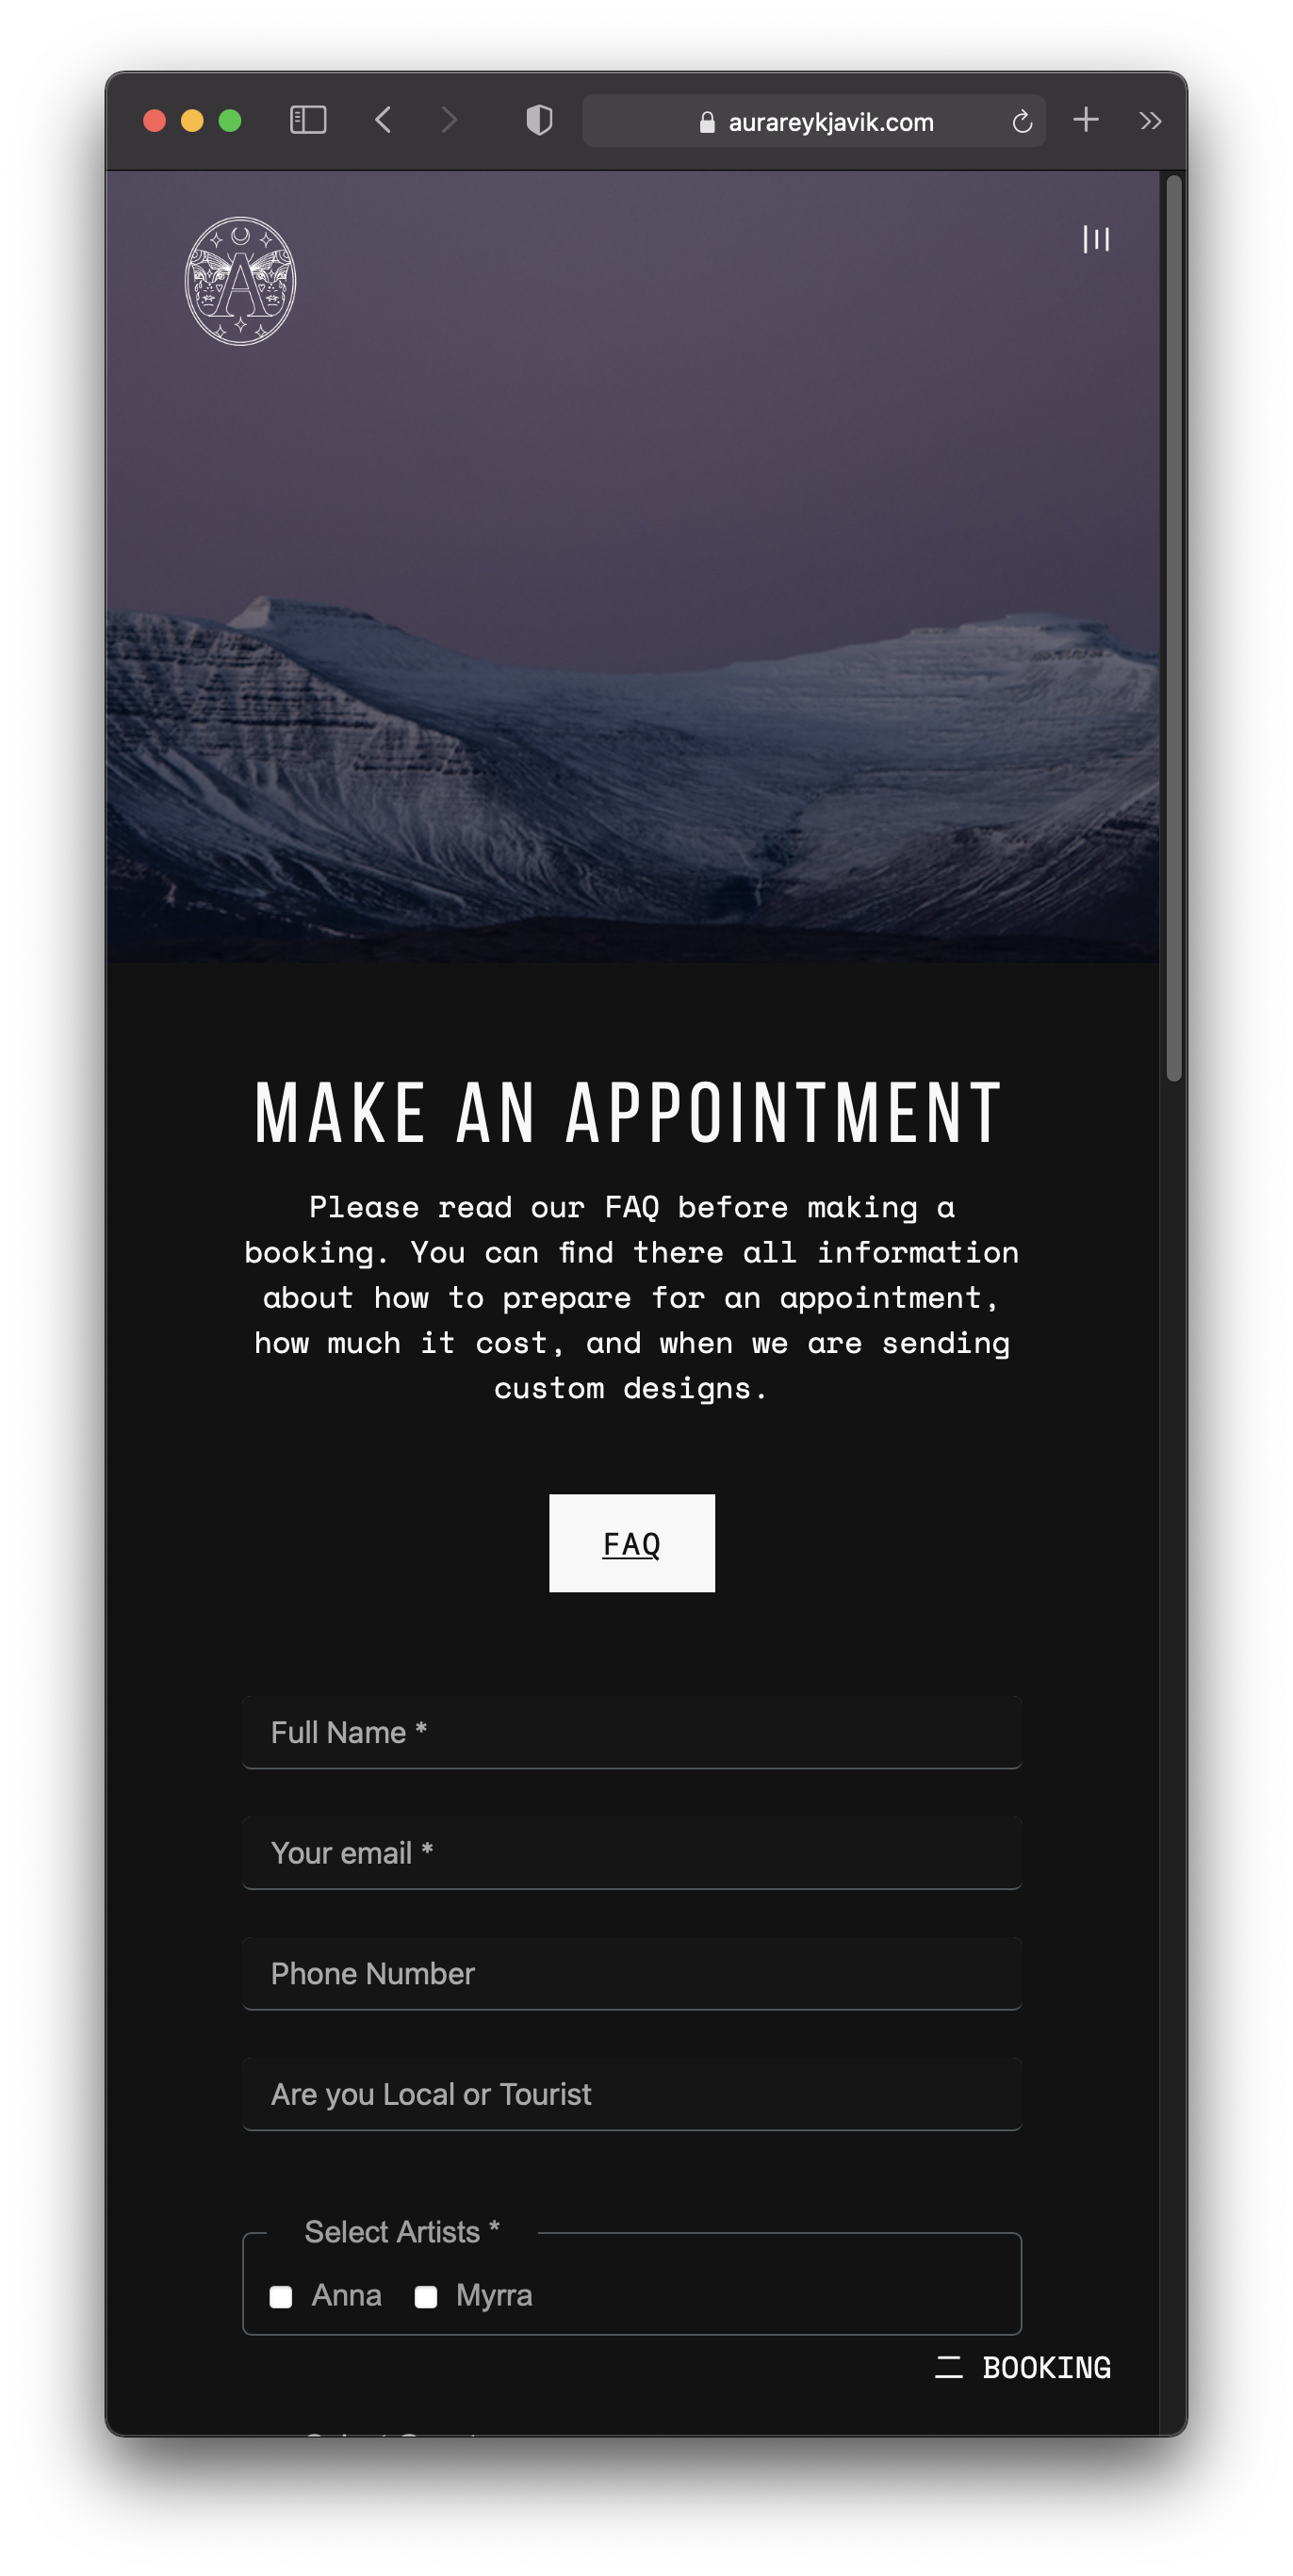 aurareykjavik.com
A
MAKE AN APPOINTMENT
Please read our FAQ before making a
booking. You can find there all information
about how to prepare for an appointment,
how much it cost, and when we are sending
custom designs.
FAQ
Full Name *
Your email *
Phone Number
Are you Local or Tourist
Select Artists *
Anna Myrra
BOOKING